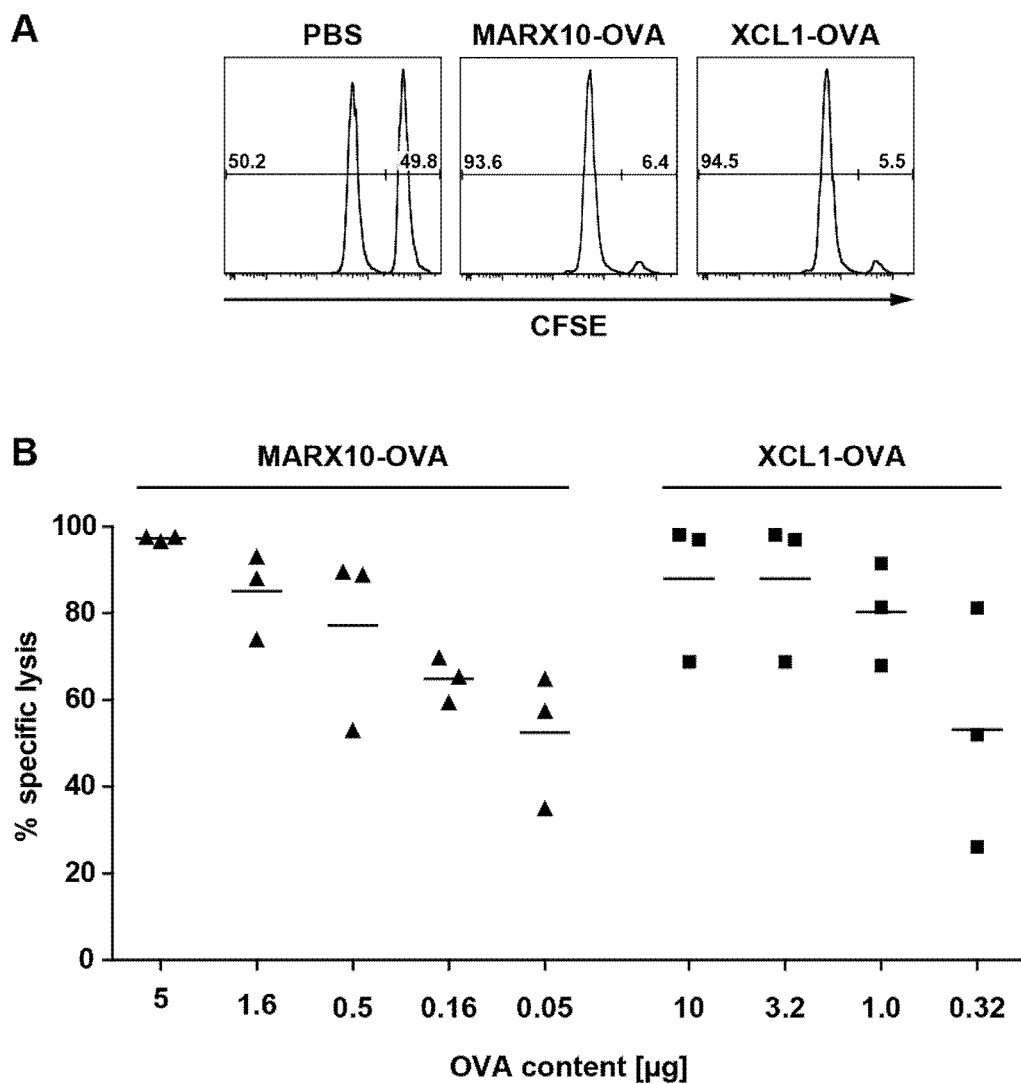 A
PBS MARX10-OVA XCL1-OVA
50.2 49.8 93.6 6.4 94.5 5.5
CFSE
B
MARX10-OVA XCL1-OVA
% specific lysis
100
80
60
40
20
0
5 1.6 0.5 0.16 0.05 10 3.2 1.0 0.32
OVA content [µg]